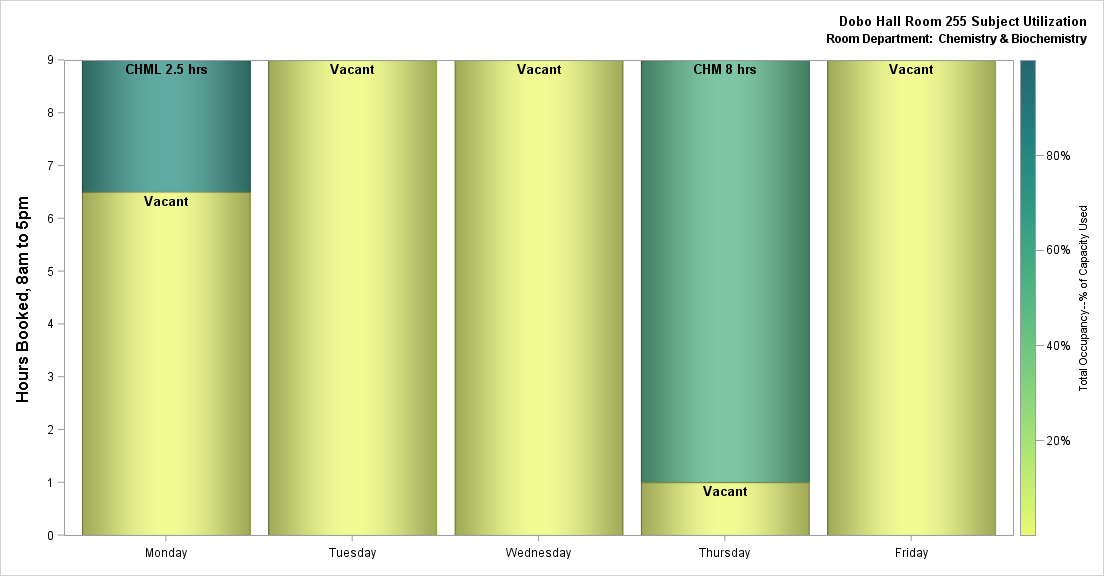 Dobo Hall Room 255 Subject Utilization
Room Department: Chemistry & Biochemistry
Hours Booked, 8am to 5pm
9
8
7
6
5
4
3
2
1
0
CHML 2.5 hrs
Vacant
Vacant
Vacant
CHM 8 hrs
Vacant
Vacant
Monday
Tuesday
Wednesday
Thursday
Friday
80%
60%
40%
20%
Total Occupancy--% of Capacity Used